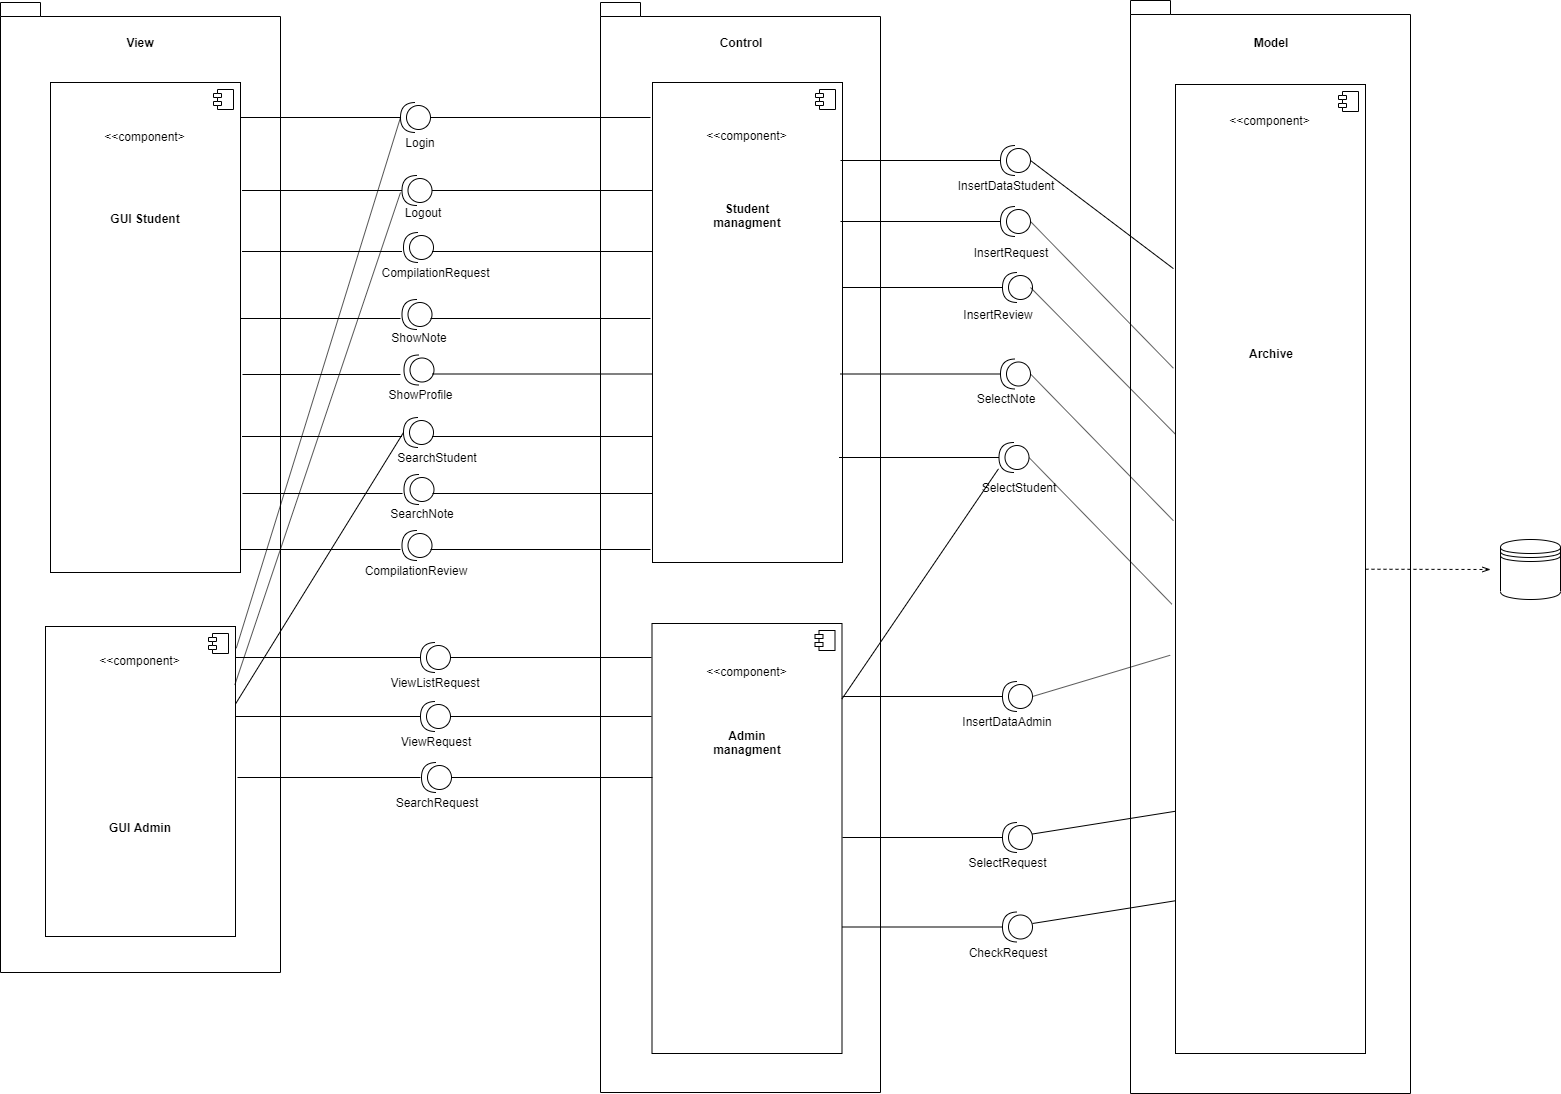 View
Control
Model
<<component>>
GUI Student
Login
Logout
CompilationRequest
ShowNote
ShowProfile
SearchStudent
SearchNote
CompilationReview
<<component>>
Student
managment
InsertDataStudent
InsertRequest
InsertReview
SelectNote
SelectStudent
<<component>>
Archive
<<component>>
GUI Admin
ViewListRequest
ViewRequest
SearchRequest
<<component>>
Admin
managment
InsertDataAdmin
SelectRequest
CheckRequest